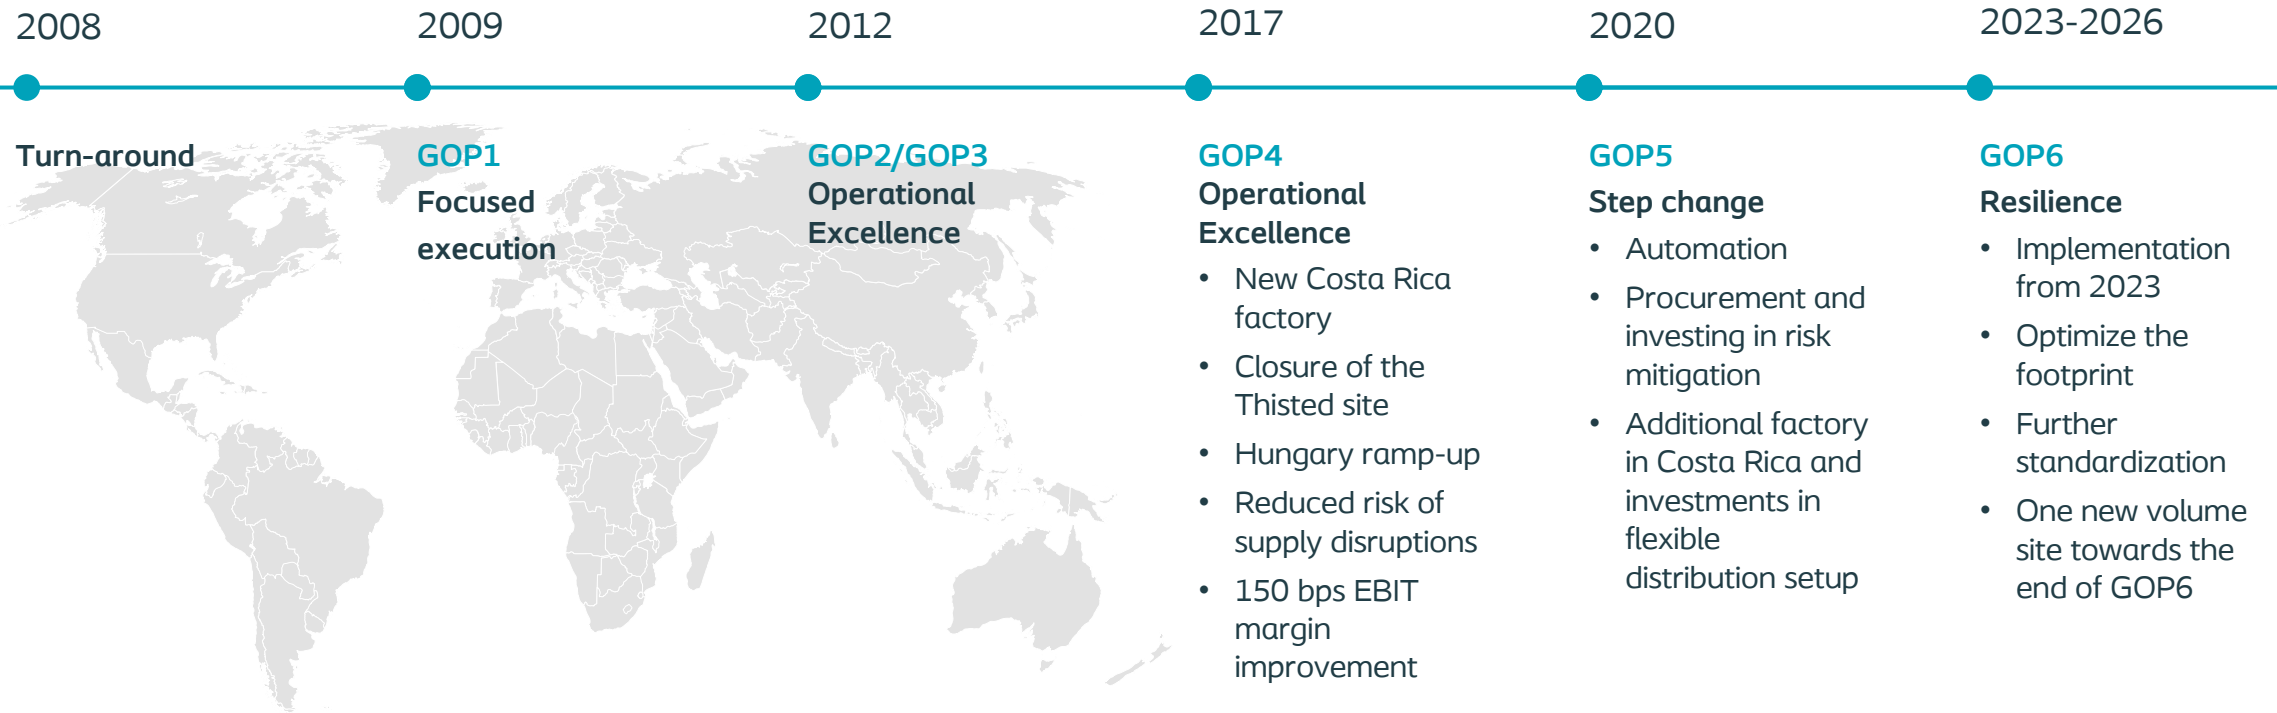 2008
2009
2012
2017
2020
2023-2026
Turn-around
GOP1
Focused
execution
GOP2/GOP3
Operational
Excellence
GOP4
Operational
Excellence
• New Costa Rica
factory
• Closure of the
Thisted site
• Hungary ramp-up
• Reduced risk of
supply disruptions
• 150 bps EBIT
margin
improvement
GOP5
Step change
• Automation
• Procurement and
investing in risk
mitigation
• Additional factory
in Costa Rica and
investments in
flexible
distribution setup
GOP6
Resilience
• Implementation
from 2023
• Optimize the
footprint
• Further
standardization
• One new volume
site towards the
end of GOP6